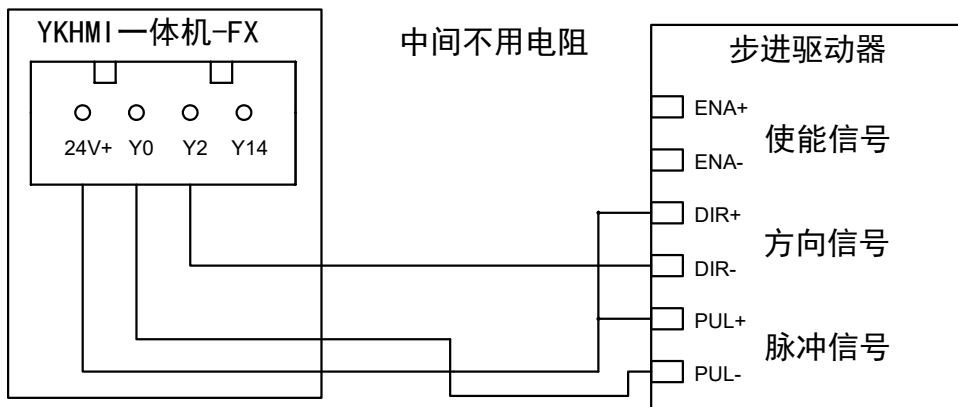 YKHMI一体机-FX
24V+ Y0 Y2 Y14
中间不用电阻
步进驱动器
ENA+
使能信号
ENA-
DIR+
方向信号
DIR-
PUL+
脉冲信号
PUL-